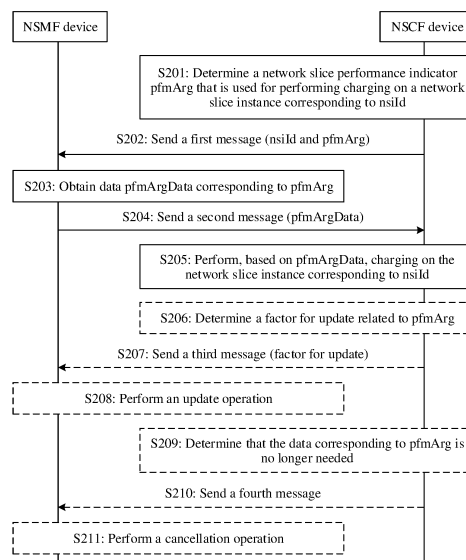 NSMF device
NSCF device
S201: Determine a network slice performance indicator
pfmArg that is used for performing charging on a network
slice instance corresponding to nsiId
S202: Send a first message (nsiId and pfmArg)
S203: Obtain data pfmArgData corresponding to pfmArg
S204: Send a second message (pfmArgData)
S205: Perform, based on pfmArgData, charging on the
network slice instance corresponding to nsiId
S206: Determine a factor for update related to pfmArg
S207: Send a third message (factor for update)
S208: Perform an update operation
S209: Determine that the data corresponding to pfmArg is
no longer needed
S210: Send a fourth message
S211: Perform a cancellation operation